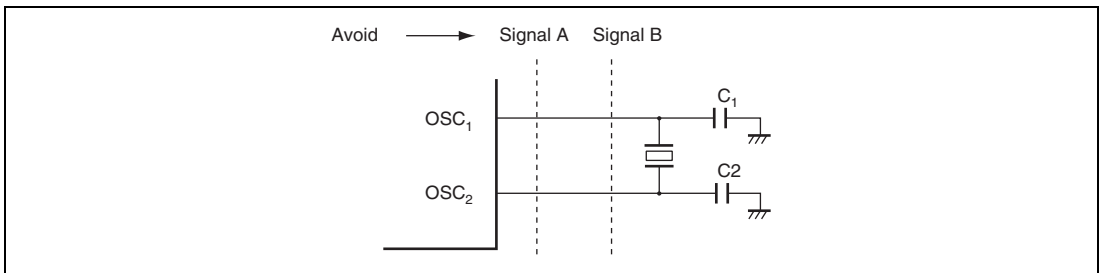 Avoid Signal A Signal B
OSC₁
C₁
OSC₂
C2